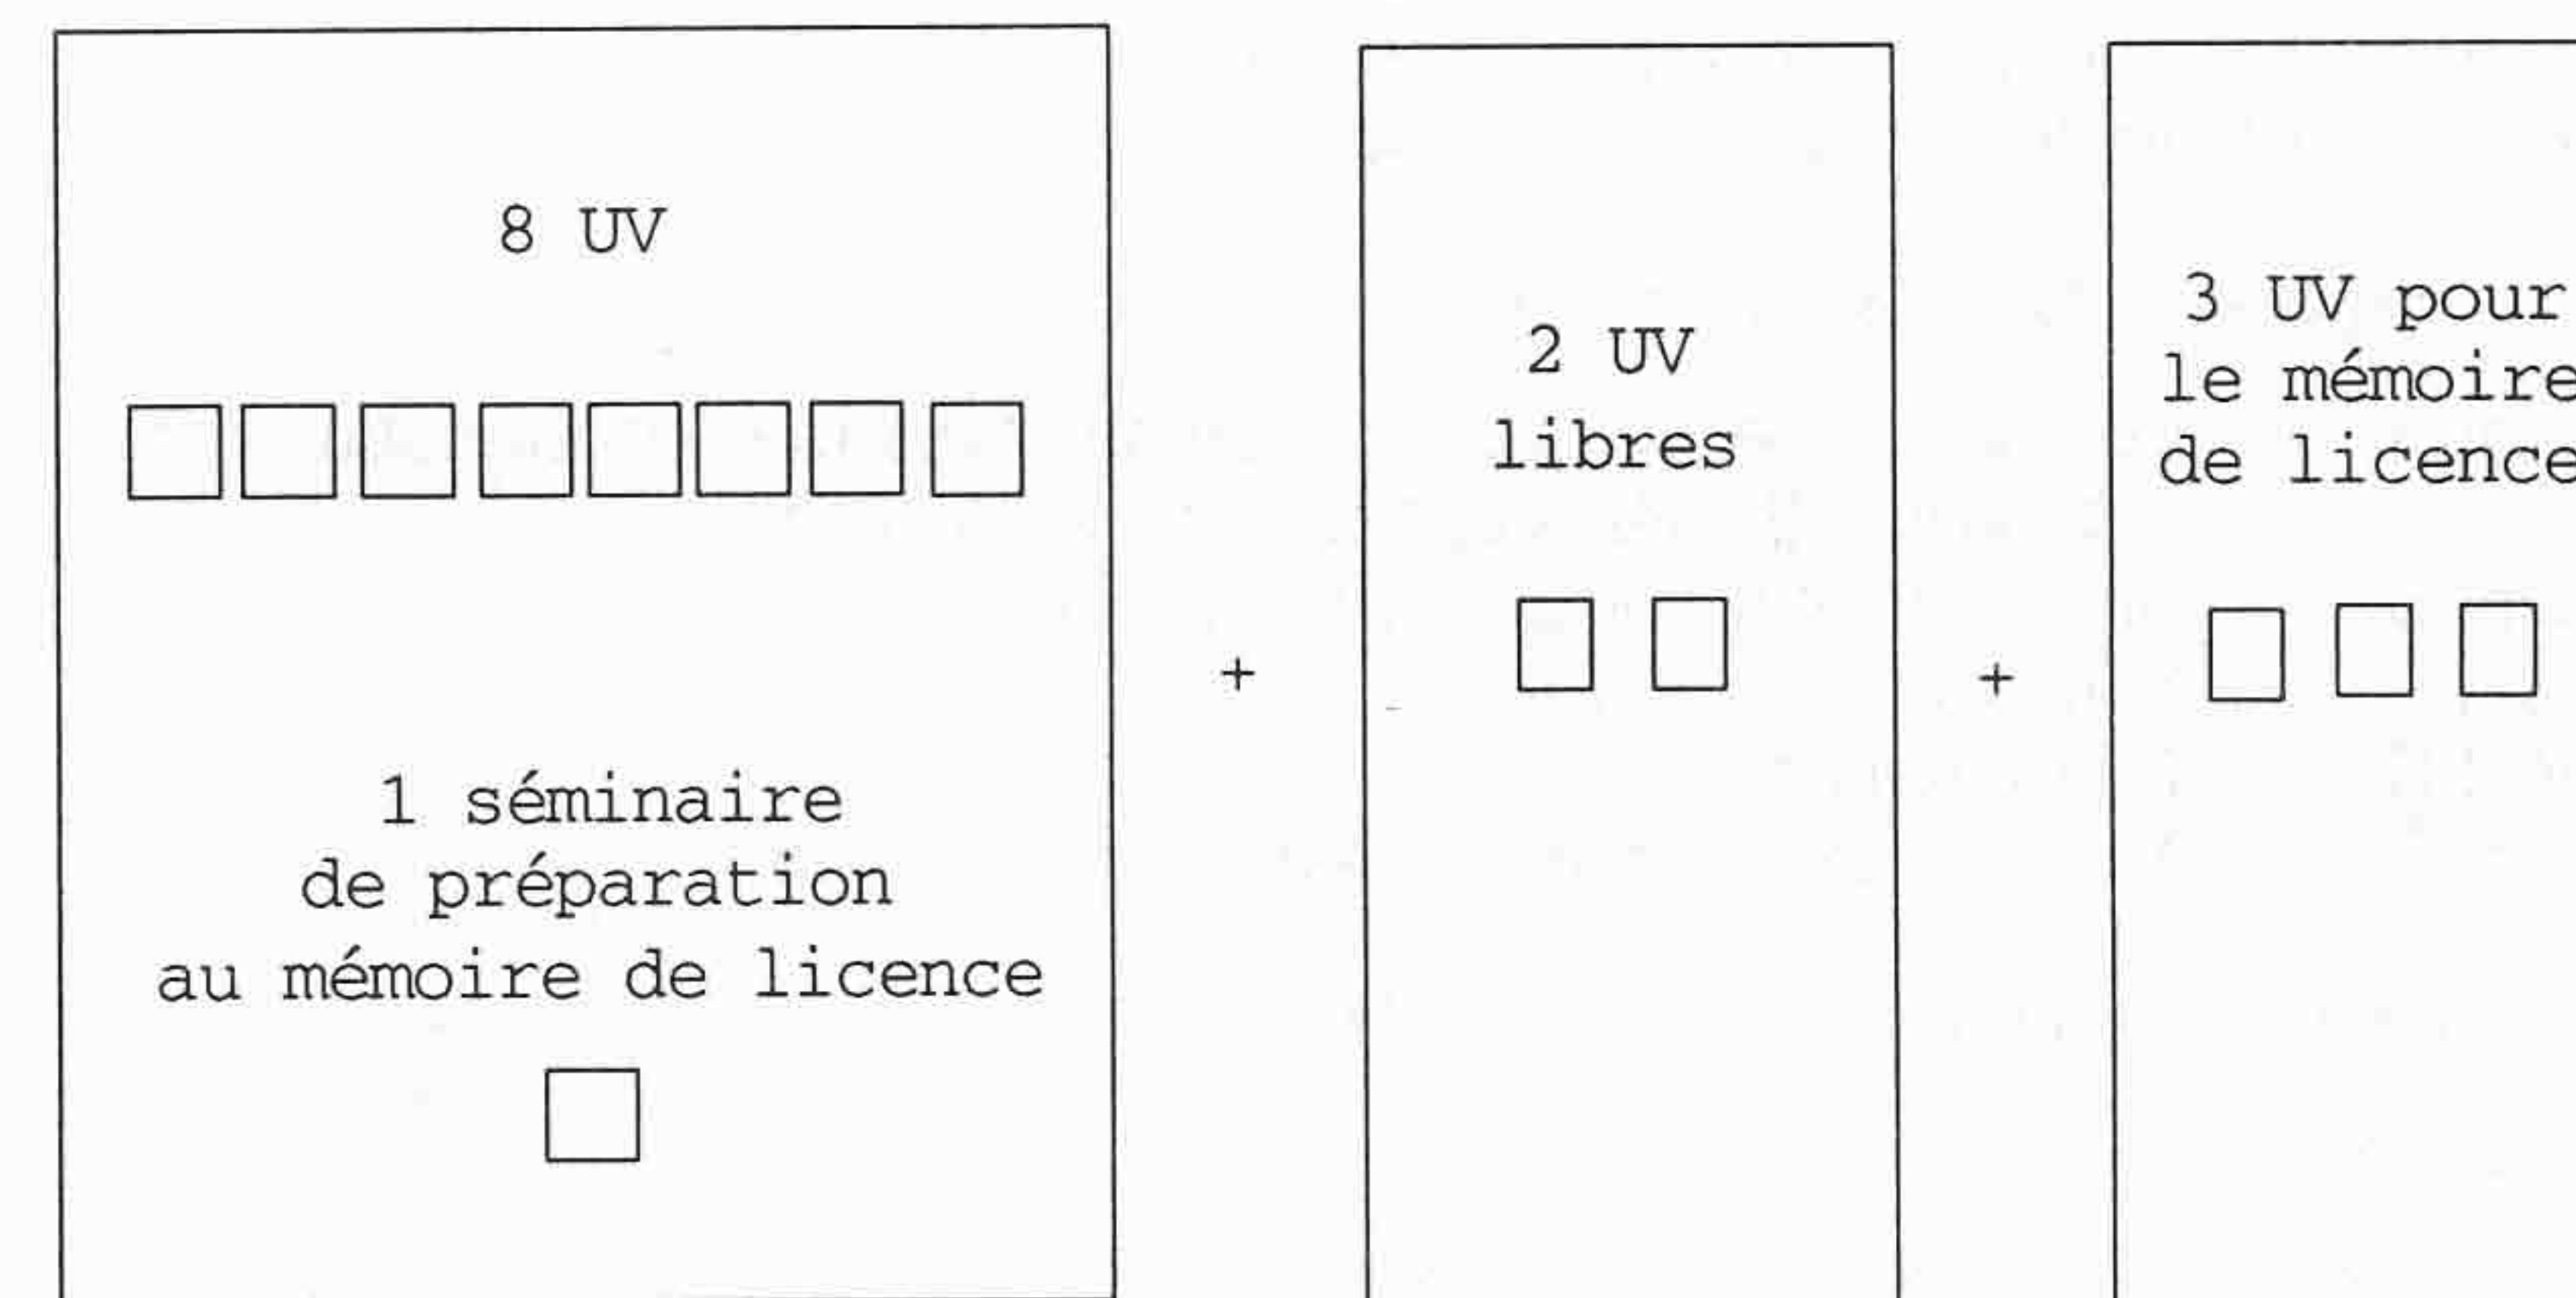 8 UV
1 séminaire
de préparation
au mémoire de licence
+
2 UV
libres
+
3 UV pour
le mémoire
de licence